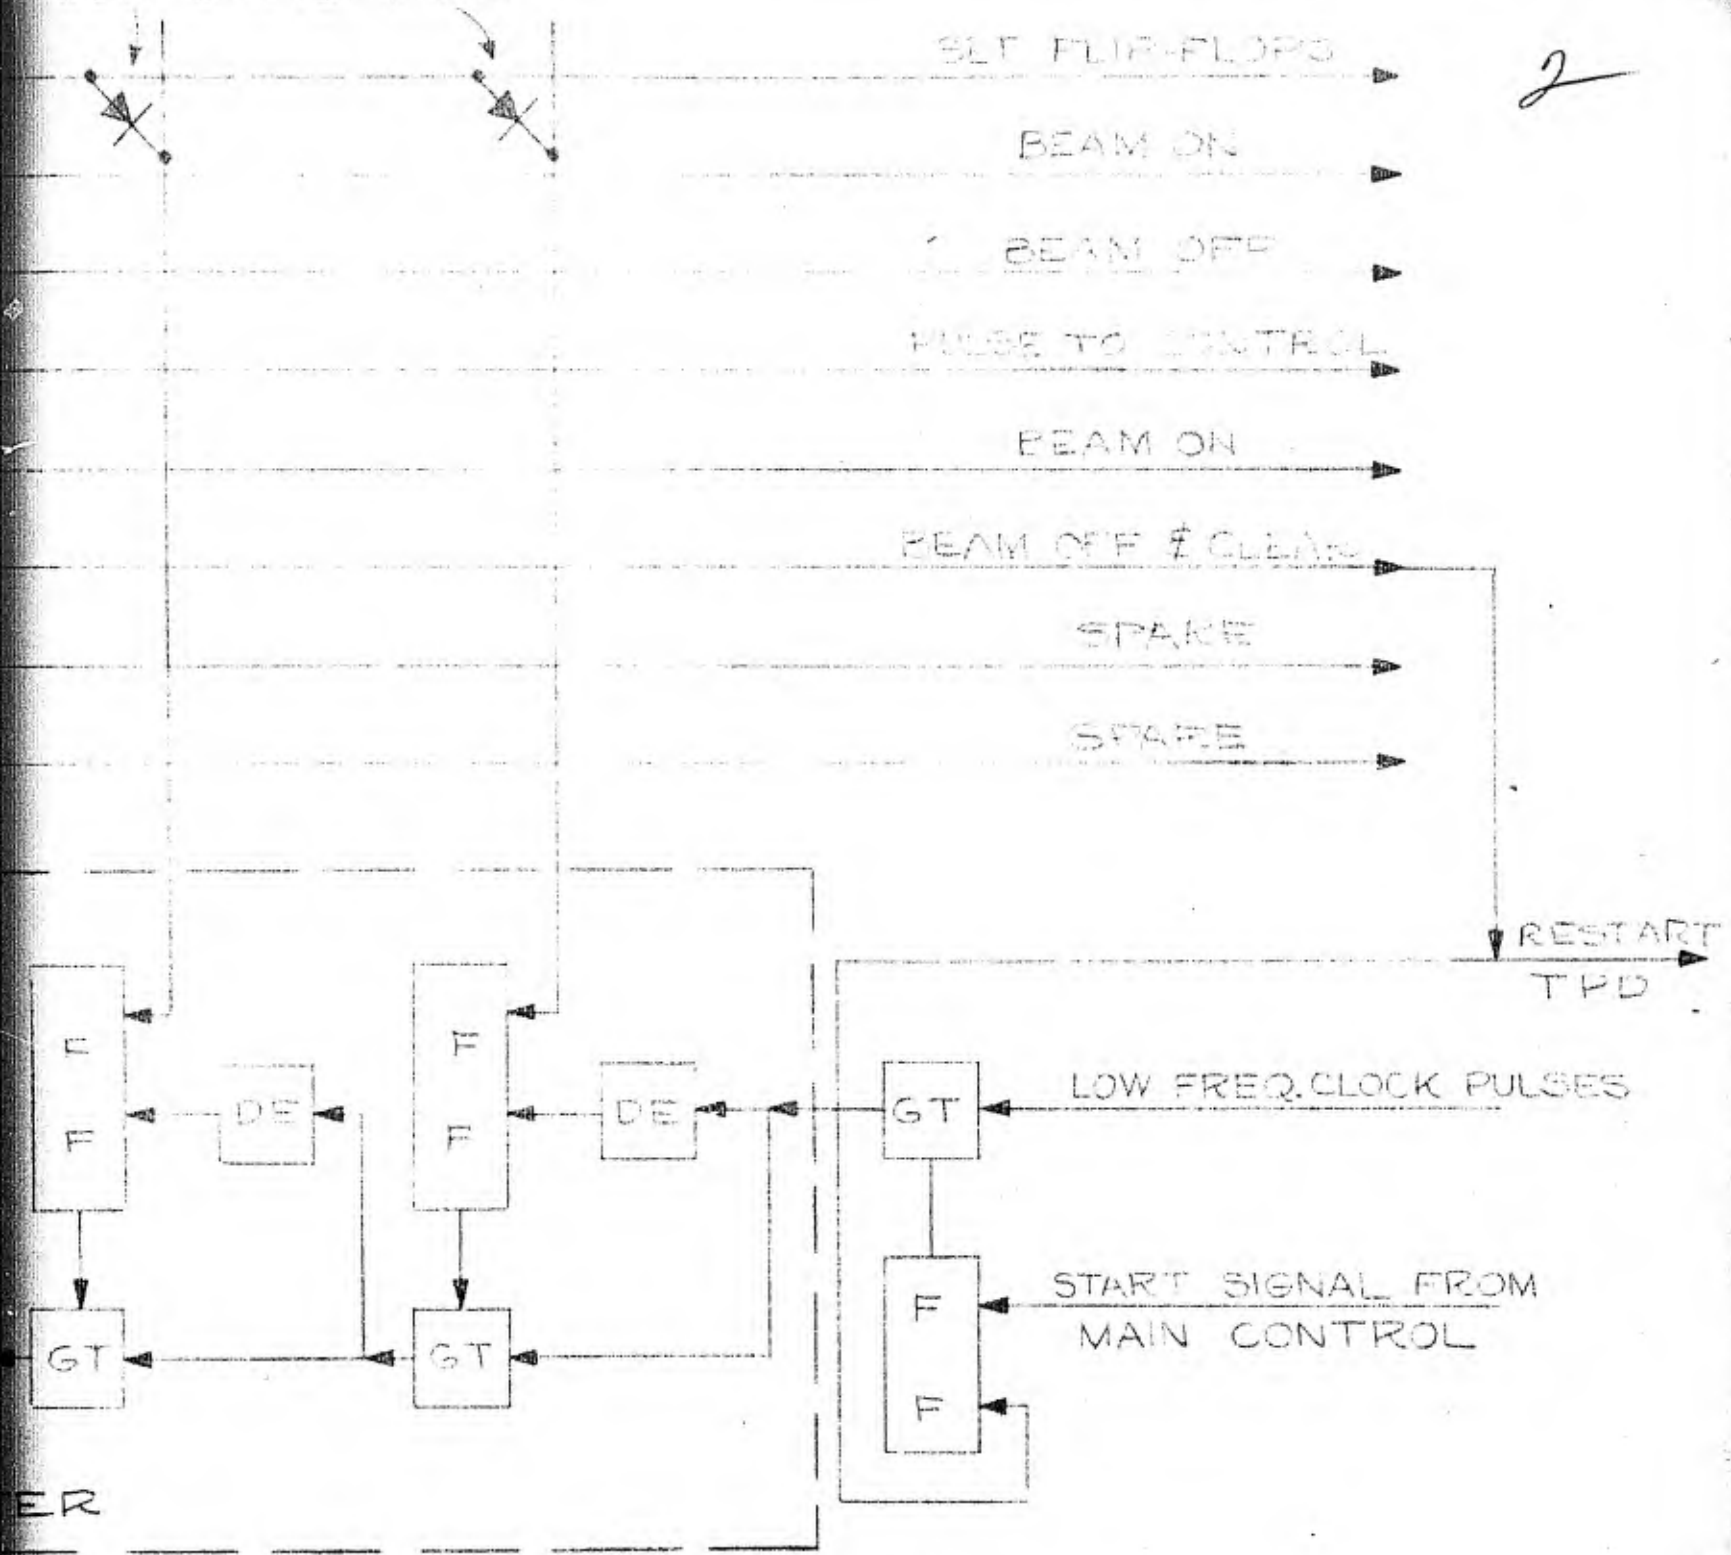 2
SET FLIP-FLOPS
BEAM ON
BEAM OFF
PULSE TO CONTROL
BEAM ON
BEAM OFF & CLEAR
SPARE
SPARE
RESTART
TPD
F
F
DE
F
F
DE
GT
LOW FREQ. CLOCK PULSES
GT
GT
F
F
START SIGNAL FROM
MAIN CONTROL
ER